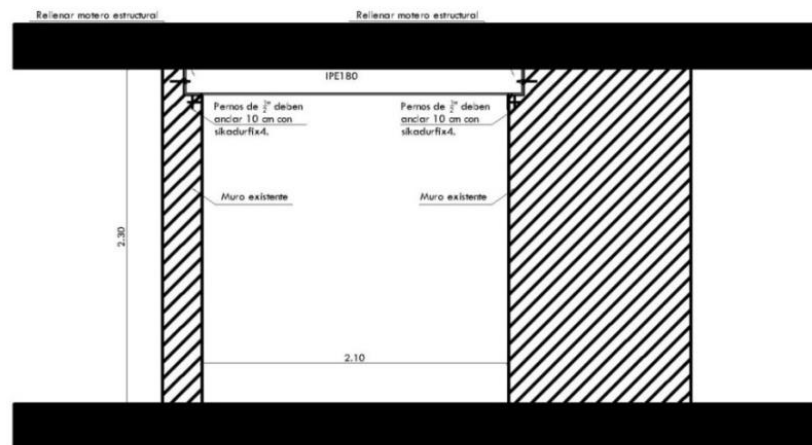 Rellenar motero estructural
Rellenar motero estructural
IPE180
Pernos de deben
anclar 10 cm con
sikadurfix4.
Pernos de deben
anclar 10 cm con
sikadurfix4.
Muro existente
Muro existente
2.30
2.10